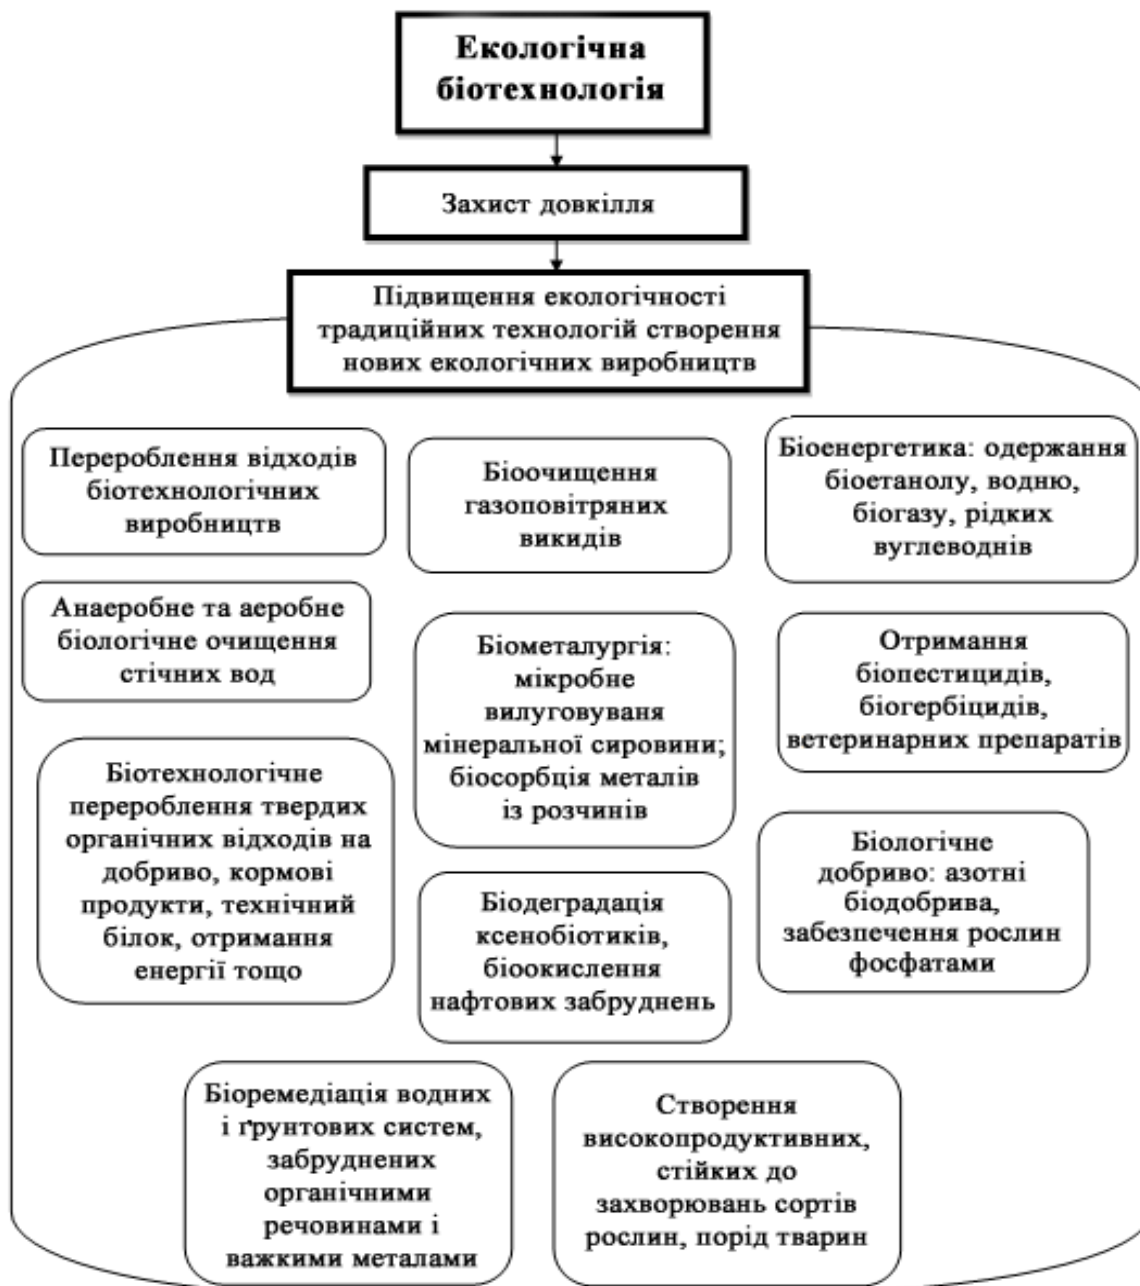 Екологічна
біотехнологія
Захист довкілля
Підвищення екологічності
традиційних технологій створення
нових екологічних виробництв
Перероблення відходів
біотехнологічних
виробництв
Біоочищення
газоповітряних
викидів
Біоенергетика: одержання
біоетанолу, водню,
біогазу, рідких
вуглеводнів
Анаеробне та аеробне
біологічне очищення
стічних вод
Біометалургія:
мікробне
вилуговуваня
мінеральної сировини;
біосорбція металів
із розчинів
Отримання
біопестицидів,
біогербіцидів,
ветеринарних препаратів
Біотехнологічне
перероблення твердих
органічних відходів на
добриво, кормові
продукти, технічний
білок, отримання
енергії тощо
Біодеградація
ксенобіотиків,
біоокислення
нафтових забруднень
Біологічне
добриво: азотні
біодобрива,
забезпечення рослин
фосфатами
Біоремедіація водних
і ґрунтових систем,
забруднених
органічними
речовинами і
важкими металами
Створення
високопродуктивних,
стійких до
захворювань сортів
рослин, порід тварин